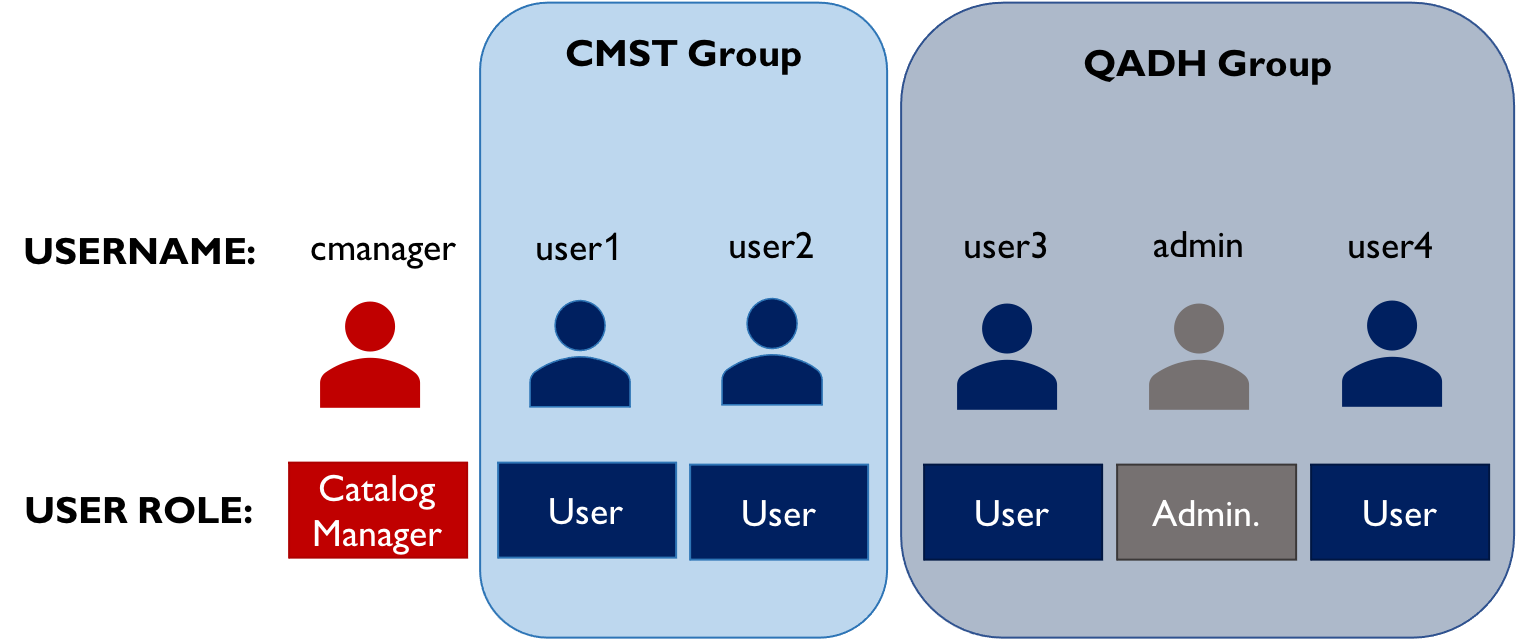 CMST Group
QADH Group
USERNAME: cmanager user1 user2 user3 admin user4
USER ROLE: Catalog Manager User User User Admin. User